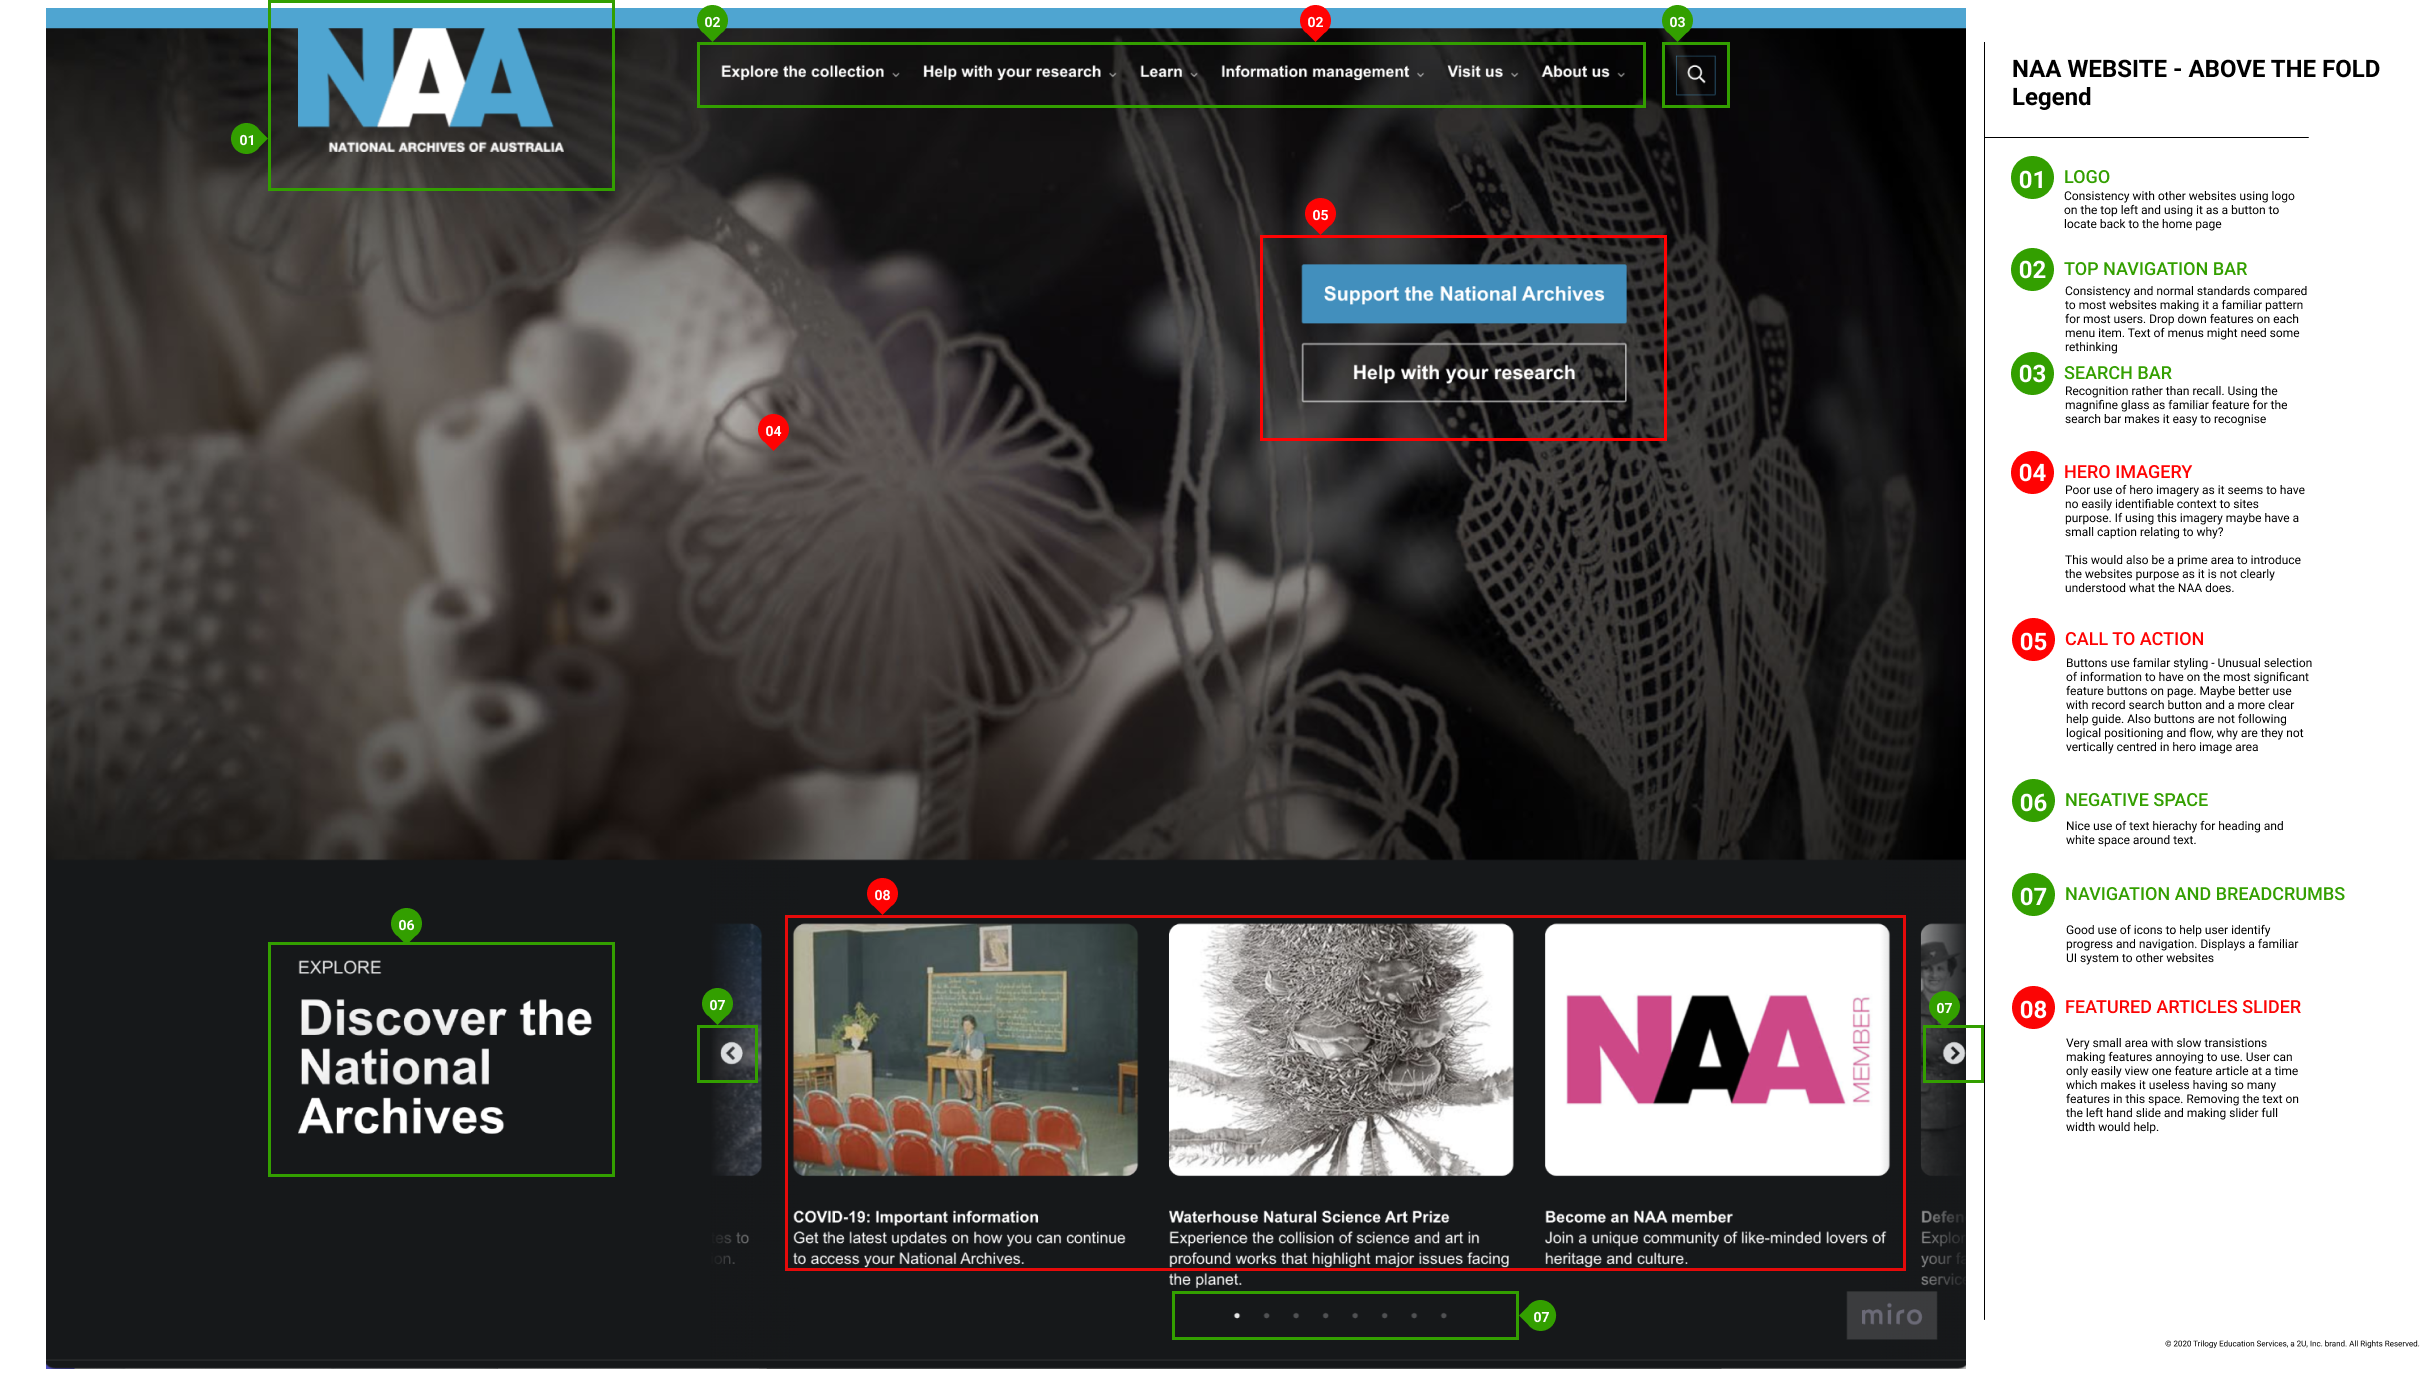 02
02
03
NAA
NATIONAL ARCHIVES OF AUSTRALIA
01
Explore the collection
Help with your research
Learn
Information management
Visit us
About us
05
Support the National Archives
Help with your research
04
08
06
EXPLORE
Discover the
National
Archives
07
07
NAA
MEMBER
es to
on.
COVID-19: Important information
Get the latest updates on how you can continue
to access your National Archives.
Waterhouse Natural Science Art Prize
Experience the collision of science and art in
profound works that highlight major issues facing
the planet.
Become an NAA member
Join a unique community of like-minded lovers of
heritage and culture.
Defen
Explo
your f
servic
07
miro
NAA WEBSITE - ABOVE THE FOLD
Legend
01
LOGO
Consistency with other websites using logo
on the top left and using it as a button to
locate back to the home page
02
TOP NAVIGATION BAR
Consistency and normal standards compared
to most websites making it a familiar pattern
for most users. Drop down features on each
menu item. Text of menus might need some
rethinking
03
SEARCH BAR
Recognition rather than recall. Using the
magnifine glass as familiar feature for the
search bar makes it easy to recognise
04
HERO IMAGERY
Poor use of hero imagery as it seems to have
no easily identifiable context to sites
purpose. If using this imagery maybe have a
small caption relating to why?
This would also be a prime area to introduce
the websites purpose as it is not clearly
understood what the NAA does.
05
CALL TO ACTION
Buttons use familar styling - Unusual selection
of information to have on the most significant
feature buttons on page. Maybe better use
with record search button and a more clear
help guide. Also buttons are not following
logical positioning and flow, why are they not
vertically centred in hero image area
06
NEGATIVE SPACE
Nice use of text hierachy for heading and
white space around text.
07
NAVIGATION AND BREADCRUMBS
Good use of icons to help user identify
progress and navigation. Displays a familiar
UI system to other websites
08
FEATURED ARTICLES SLIDER
Very small area with slow transistions
making features annoying to use. User can
only easily view one feature article at a time
which makes it useless having so many
features in this space. Removing the text on
the left hand slide and making slider full
width would help.
© 2020 Trilogy Education Services, a 2U, Inc. brand. All Rights Reserved.